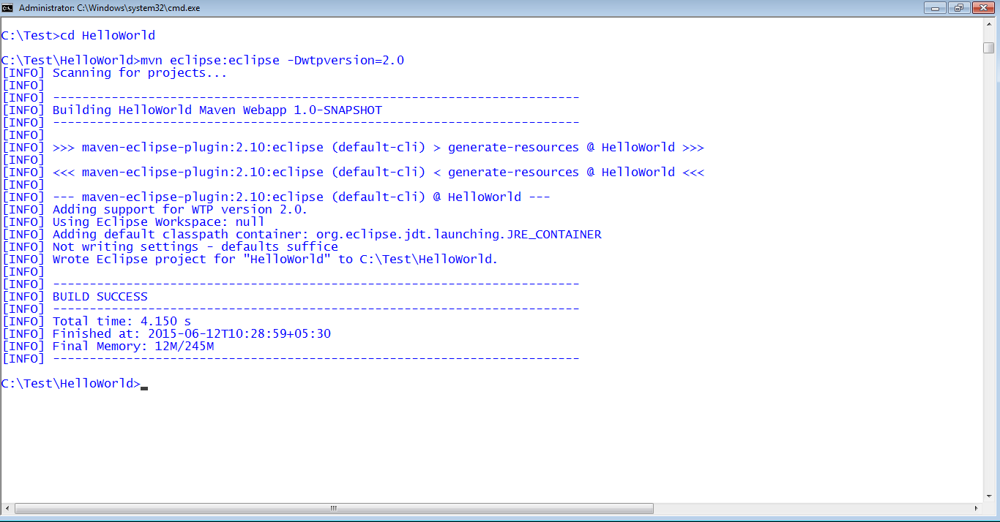 Administrator: C:\Windows\system32\cmd.exe
C:\Test>cd HelloWorld
C:\Test\HelloWorld>mvn eclipse:eclipse -Dwtpversion=2.0
[INFO] Scanning for projects...
[INFO]
[INFO] ------------------------------------------------------------------------
[INFO] Building HelloWorld Maven Webapp 1.0-SNAPSHOT
[INFO] ------------------------------------------------------------------------
[INFO]
[INFO] >>> maven-eclipse-plugin:2.10:eclipse (default-cli) > generate-resources @ HelloWorld >>>
[INFO]
[INFO] <<< maven-eclipse-plugin:2.10:eclipse (default-cli) < generate-resources @ HelloWorld <<<
[INFO]
[INFO] --- maven-eclipse-plugin:2.10:eclipse (default-cli) @ HelloWorld ---
[INFO] Adding support for WTP version 2.0.
[INFO] Using Eclipse Workspace: null
[INFO] Adding default classpath container: org.eclipse.jdt.launching.JRE_CONTAINER
[INFO] Not writing settings - defaults suffice
[INFO] Wrote Eclipse project for "HelloWorld" to C:\Test\HelloWorld.
[INFO]
[INFO] ------------------------------------------------------------------------
[INFO] BUILD SUCCESS
[INFO] ------------------------------------------------------------------------
[INFO] Total time: 4.150 s
[INFO] Finished at: 2015-06-12T10:28:59+05:30
[INFO] Final Memory: 12M/245M
[INFO] ------------------------------------------------------------------------
C:\Test\HelloWorld>